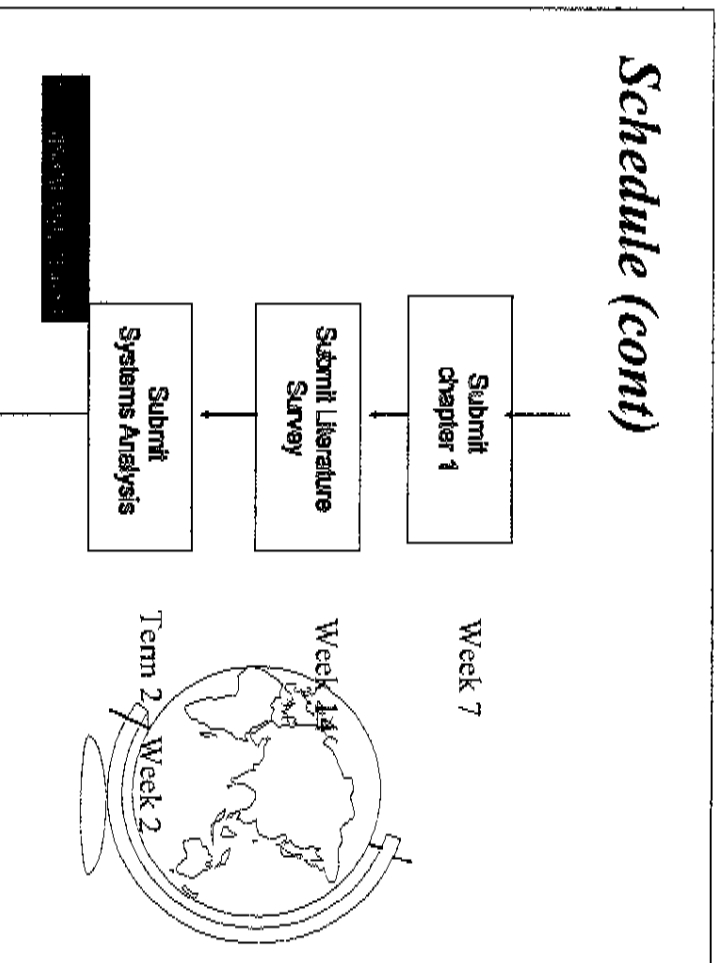 Schedule (cont)
Submit
chapter 1
Week 7
Submit Literature
Survey
Week 14
Submit
Systems Analysis
Term 2 Week 2